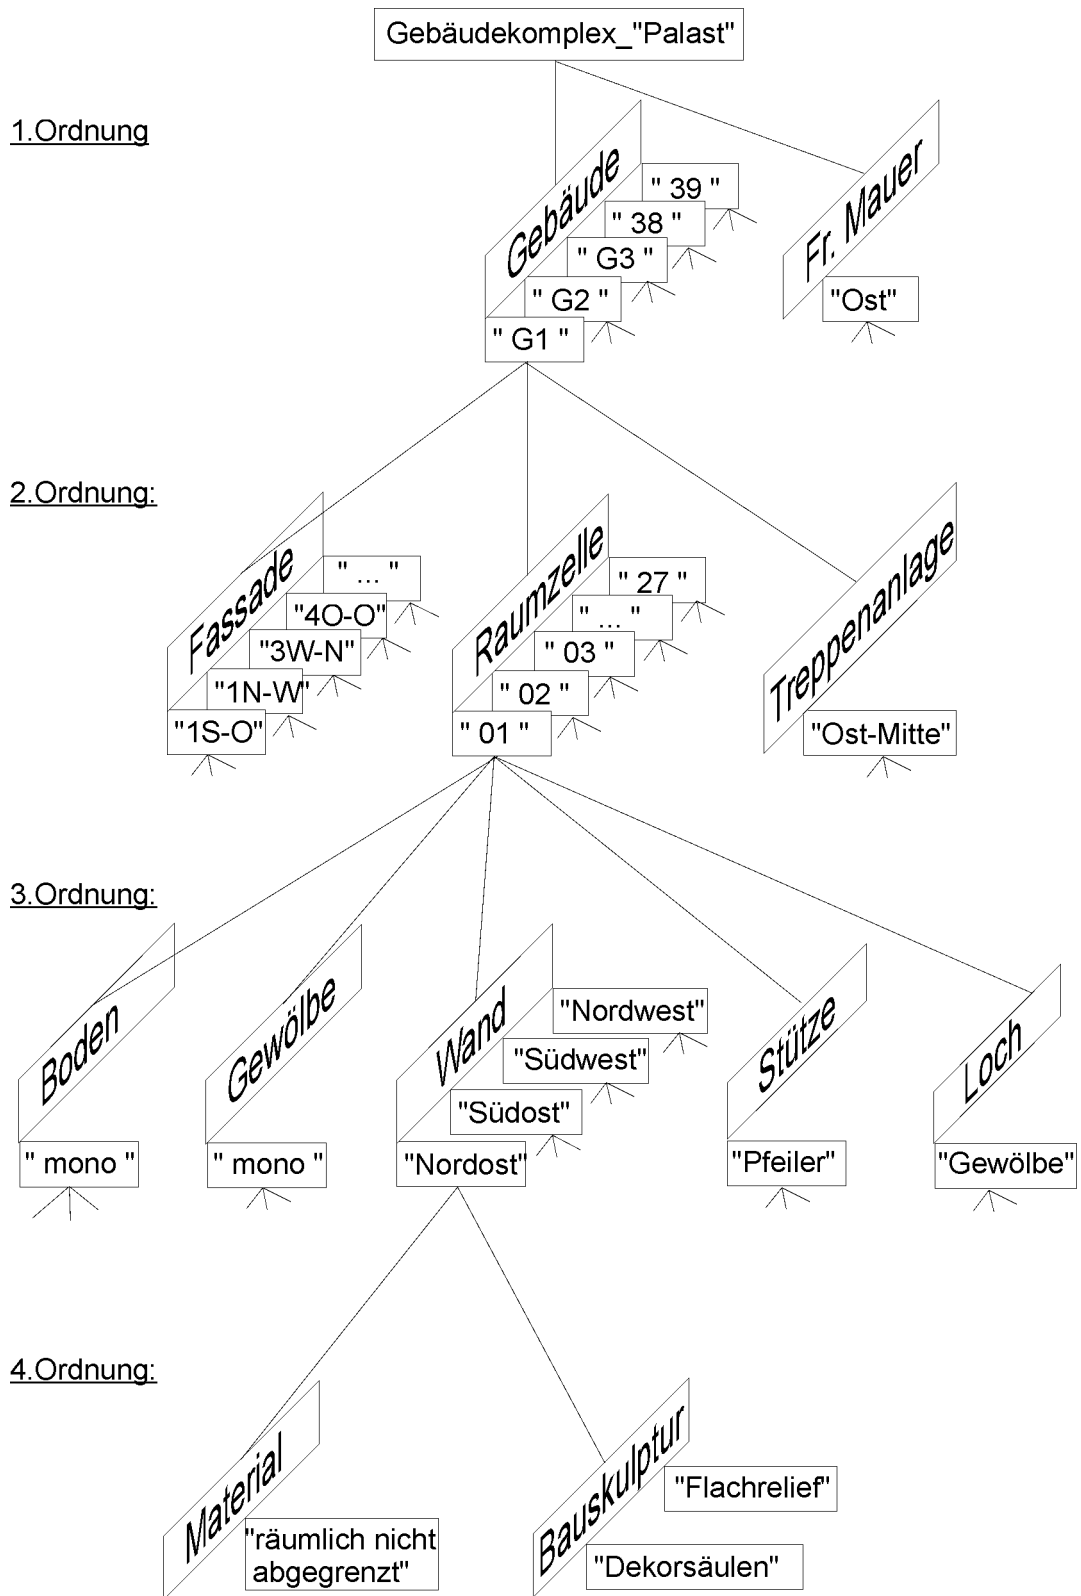 Gebäudekomplex_"Palast"
1.Ordnung
Gebäude
" 39 "
" 38 "
" G3 "
" G2 "
" G1 "
Fr. Mauer
"Ost"
2.Ordnung:
Fassade
" ... "
"4O-O"
"3W-N"
"1N-W"
"1S-O"
Raumzelle
" 27 "
"... "
" 03 "
" 02 "
" 01 "
Treppenanlage
"Ost-Mitte"
3.Ordnung:
Boden
" mono "
Gewölbe
" mono "
Wand
"Nordwest"
"Südwest"
"Südost"
"Nordost"
Stütze
"Pfeiler"
Loch
"Gewölbe"
4.Ordnung:
Material
"räumlich nicht
abgegrenzt"
Bauskulptur
"Flachrelief"
"Dekorsäulen"